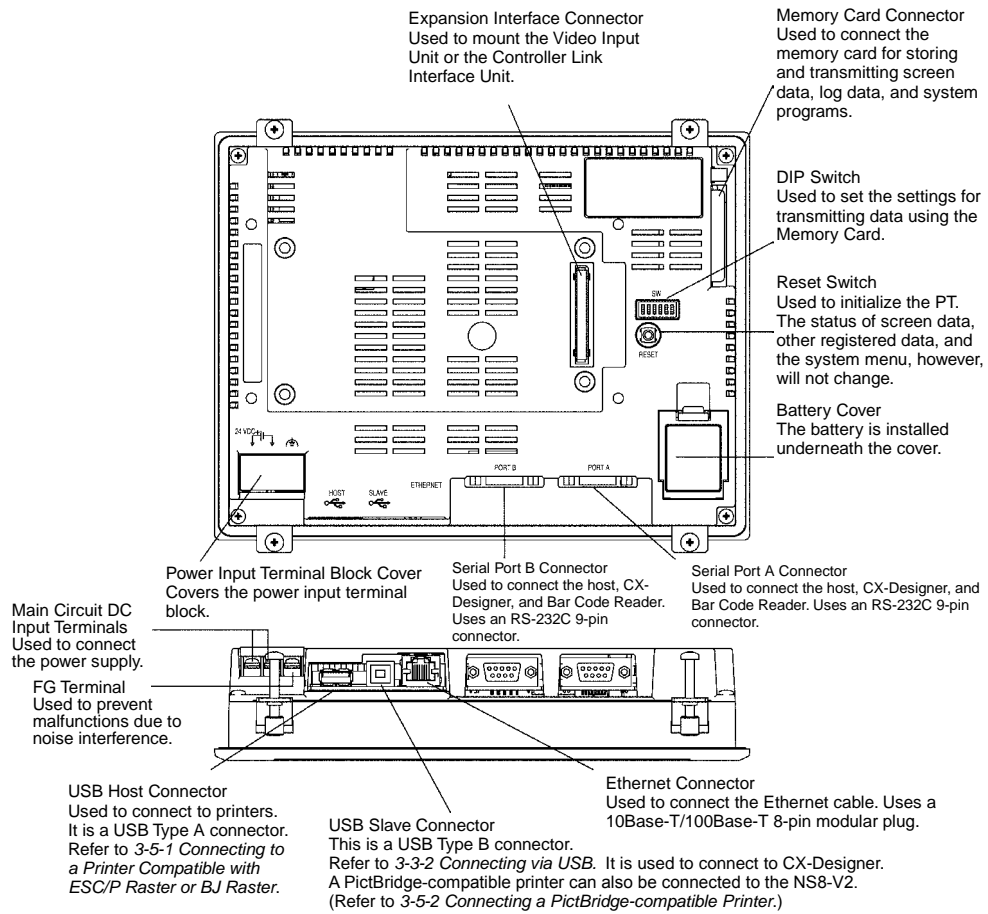 Expansion Interface Connector
Used to mount the Video Input
Unit or the Controller Link
Interface Unit.
Memory Card Connector
Used to connect the
memory card for storing
and transmitting screen
data, log data, and system
programs.
DIP Switch
Used to set the settings for
transmitting data using the
Memory Card.
Reset Switch
Used to initialize the PT.
The status of screen data,
other registered data, and
the system menu, however,
will not change.
Battery Cover
The battery is installed
underneath the cover.
SW
RESET
24 VDC
HOST
SLAVE
ETHERNET
PORT B
PORT A
Power Input Terminal Block Cover
Covers the power input terminal
block.
Serial Port B Connector
Used to connect the host, CX-
Designer, and Bar Code Reader.
Uses an RS-232C 9-pin
connector.
Serial Port A Connector
Used to connect the host, CX-Designer, and
Bar Code Reader. Uses an RS-232C 9-pin
connector.
Main Circuit DC
Input Terminals
Used to connect
the power supply.
FG Terminal
Used to prevent
malfunctions due to
noise interference.
USB Host Connector
Used to connect to printers.
It is a USB Type A connector.
Refer to 3-5-1 Connecting to
a Printer Compatible with
ESC/P Raster or BJ Raster.
USB Slave Connector
This is a USB Type B connector.
Refer to 3-3-2 Connecting via USB. It is used to connect to CX-Designer.
A PictBridge-compatible printer can also be connected to the NS8-V2.
(Refer to 3-5-2 Connecting a PictBridge-compatible Printer.)
Ethernet Connector
Used to connect the Ethernet cable. Uses a
10Base-T/100Base-T 8-pin modular plug.